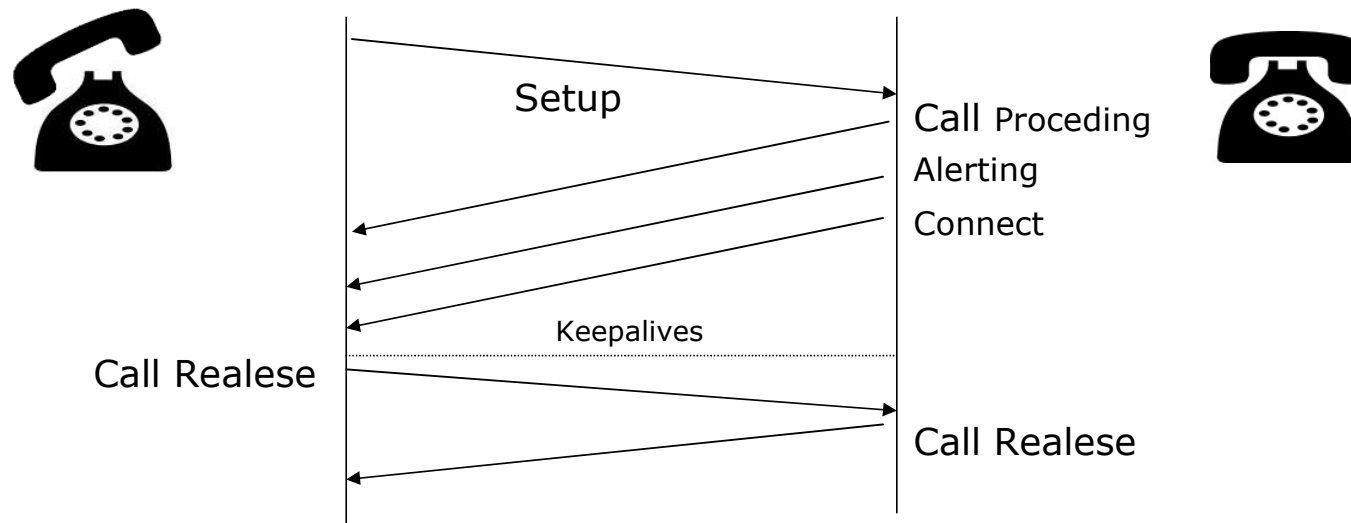 Setup
Call Proceding
Alerting
Connect
Keepalives
Call Realese
Call Realese